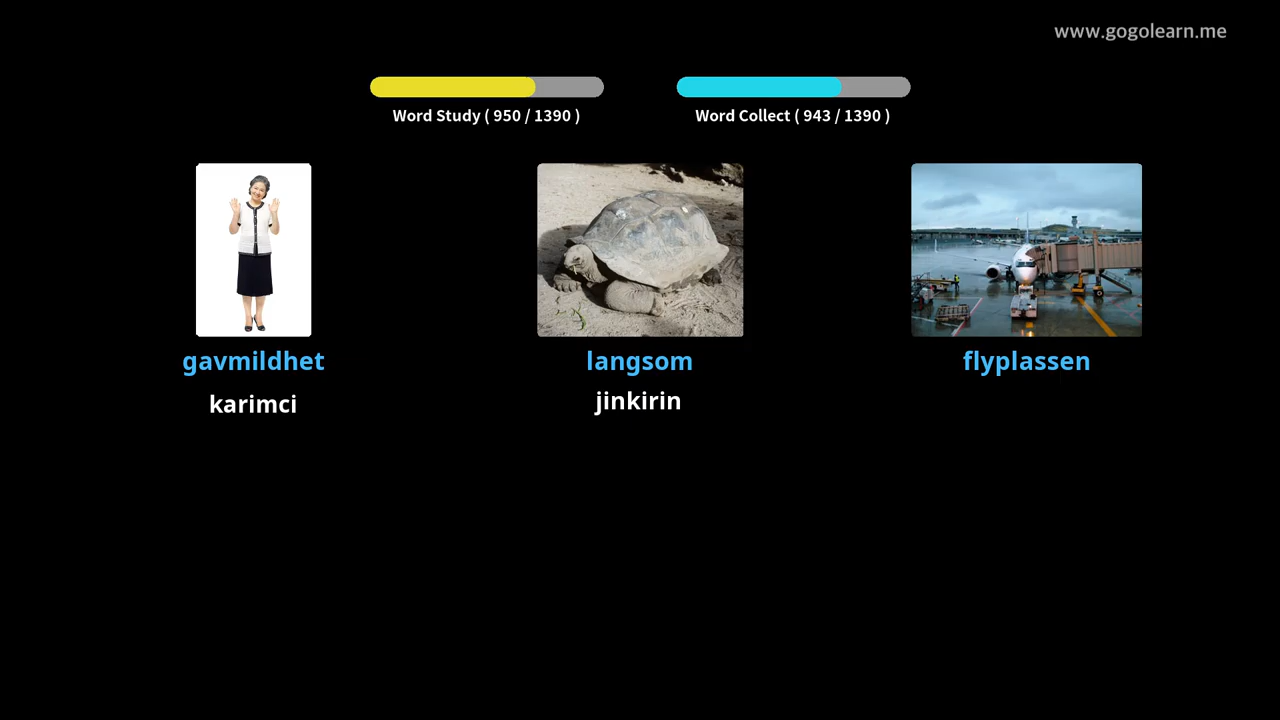 www.gogolearn.me
Word Study ( 950 / 1390 )
Word Collect ( 943 / 1390 )
gavmildhet
langsom
flyplassen
karimci
jinkirin